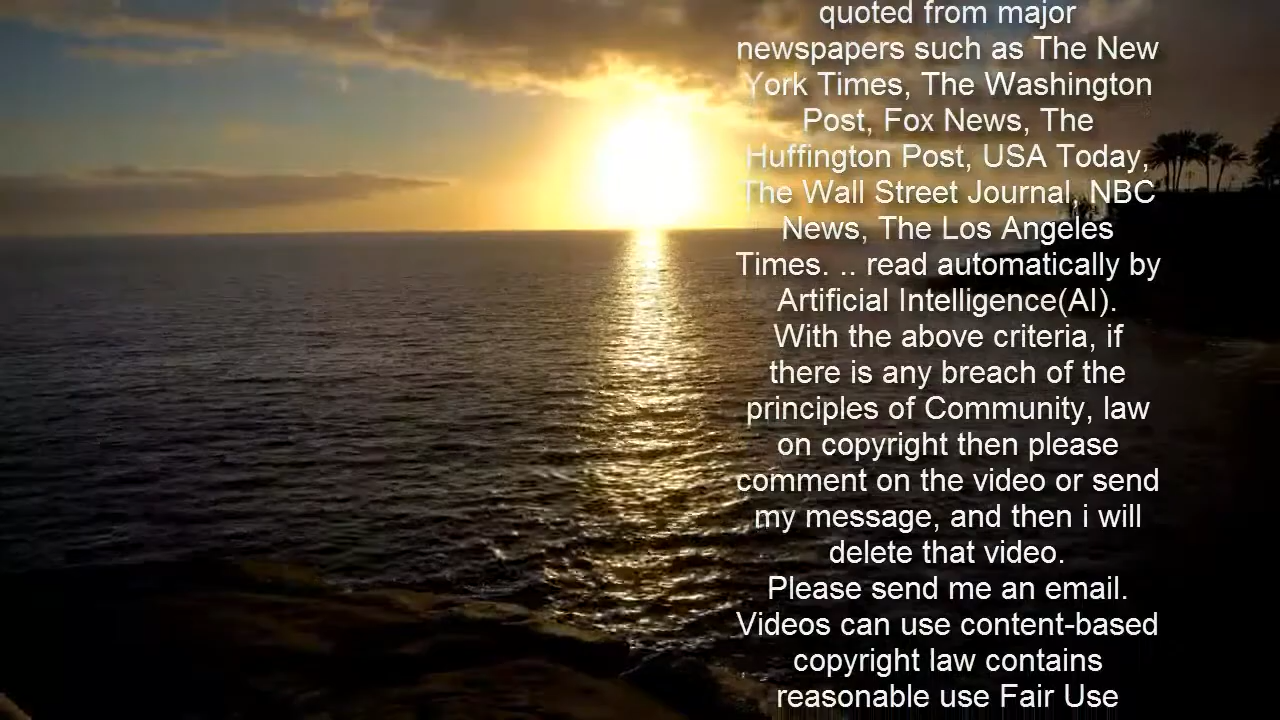 quoted from major
newspapers such as The New
York Times, The Washington
Post, Fox News, The
Huffington Post, USA Today,
The Wall Street Journal, NBC
News, The Los Angeles
Times. .. read automatically by
Artificial Intelligence(AI).
With the above criteria, if
there is any breach of the
principles of Community, law
on copyright then please
comment on the video or send
my message, and then i will
delete that video.
Please send me an email.
Videos can use content-based
copyright law contains
reasonable use Fair Use